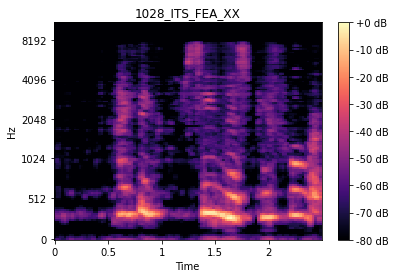 1028_ITS_FEA_XX
Hz
8192
4096
2048
1024
512
0
0
0.5
1
1.5
2
Time
+0 dB
-10 dB
-20 dB
-30 dB
-40 dB
-50 dB
-60 dB
-70 dB
-80 dB